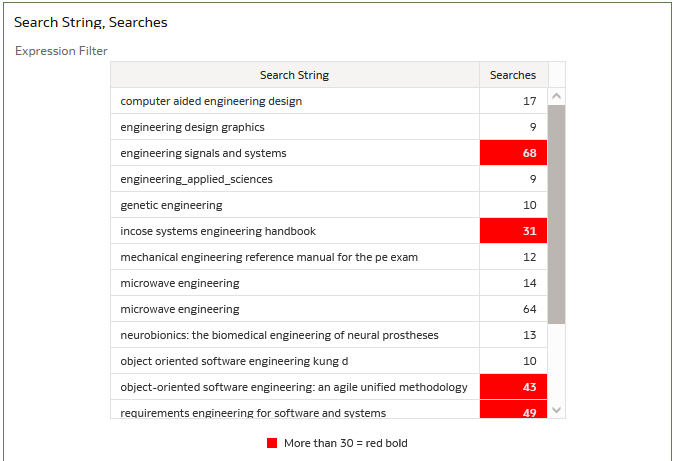 Search String, Searches
Expression Filter
Search String Searches
computer aided engineering design 17
engineering design graphics 9
engineering signals and systems 68
engineering_applied_sciences 9
genetic engineering 10
incose systems engineering handbook 31
mechanical engineering reference manual for the pe exam 12
microwave engineering 14
microwave engineering 64
neurobionics: the biomedical engineering of neural prostheses 13
object oriented software engineering kung d 10
object-oriented software engineering: an agile unified methodology 43
requirements engineering for software and systems 49
More than 30 = red bold